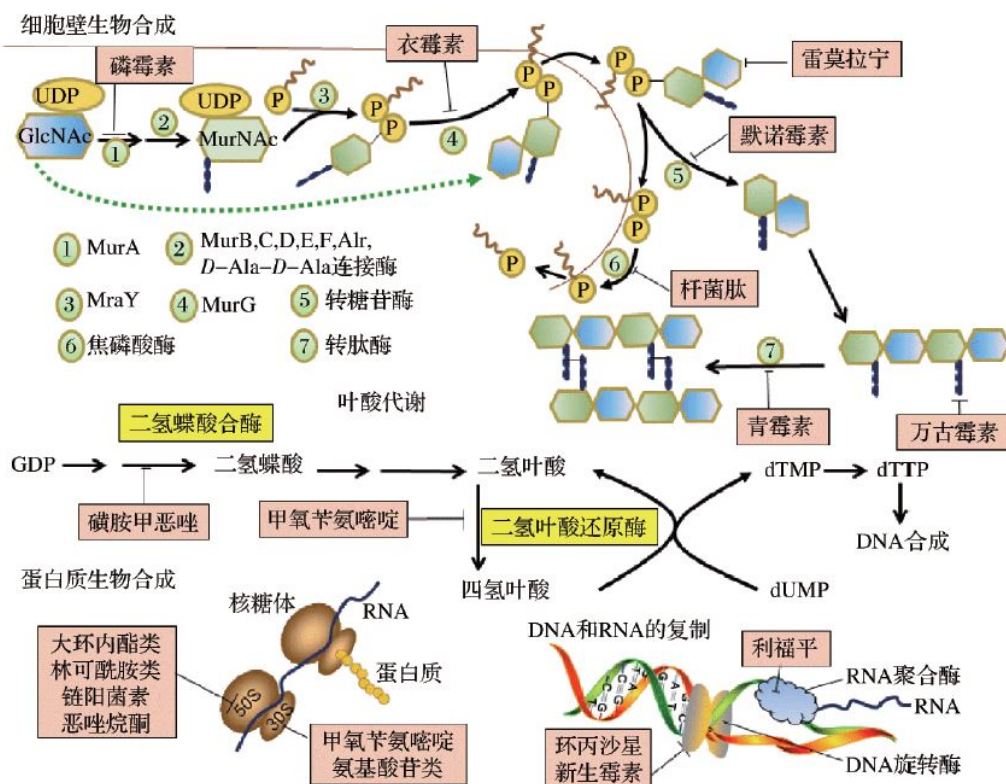 细胞壁生物合成
磷霉素
衣霉素
雷莫拉宁
UDP
GlcNAc
UDP
MurNAc
P
P
P
P
P
P
P
P
①
②
③
④
默诺霉素
⑤
P
P
⑥
P
P
杆菌肽
① MurA
② MurB,C,D,E,F,Alr,
D-Ala-D-Ala连接酶
③ MraY
④ MurG
⑤ 转糖苷酶
⑥ 焦磷酸酶
⑦ 转肽酶
⑦
青霉素
万古霉素
叶酸代谢
二氢蝶酸合酶
GDP
二氢蝶酸
二氢叶酸
dTMP
dTTP
磺胺甲恶唑
甲氧苄氨嘧啶
二氢叶酸还原酶
DNA合成
四氢叶酸
dUMP
蛋白质生物合成
核糖体
RNA
大环内酯类
林可酰胺类
链阳菌素
恶唑烷酮
50S
30S
蛋白质
甲氧苄氨嘧啶
氨基酸苷类
DNA和RNA的复制
利福平
RNA聚合酶
RNA
环丙沙星
新生霉素
DNA旋转酶